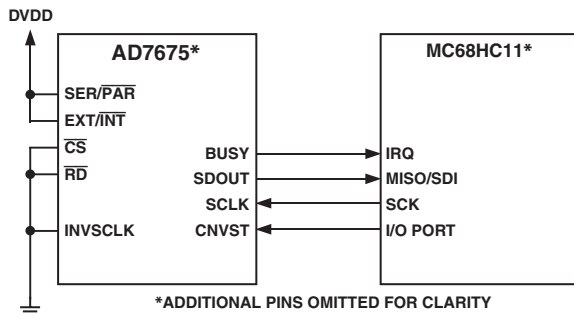 DVDD
AD7675*
MC68HC11*
SER/PAR
EXT/INT
CS
RD
INVSCLK
BUSY
SDOUT
SCLK
CNVST
IRQ
MISO/SDI
SCK
I/O PORT
*ADDITIONAL PINS OMITTED FOR CLARITY